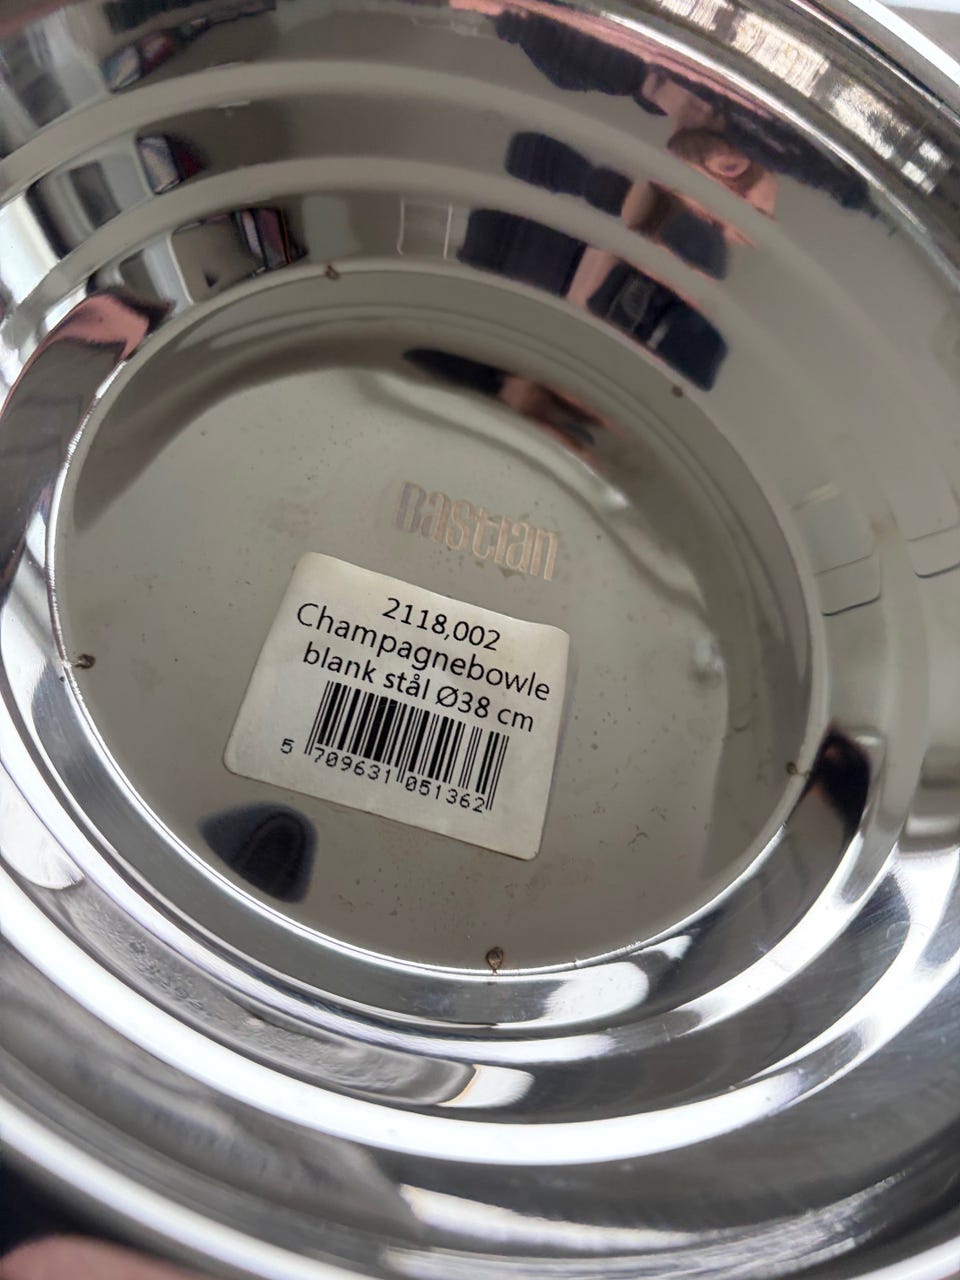 Bastian
2118,002
Champagnebowle
blank stål Ø38 cm
5 709631 051362